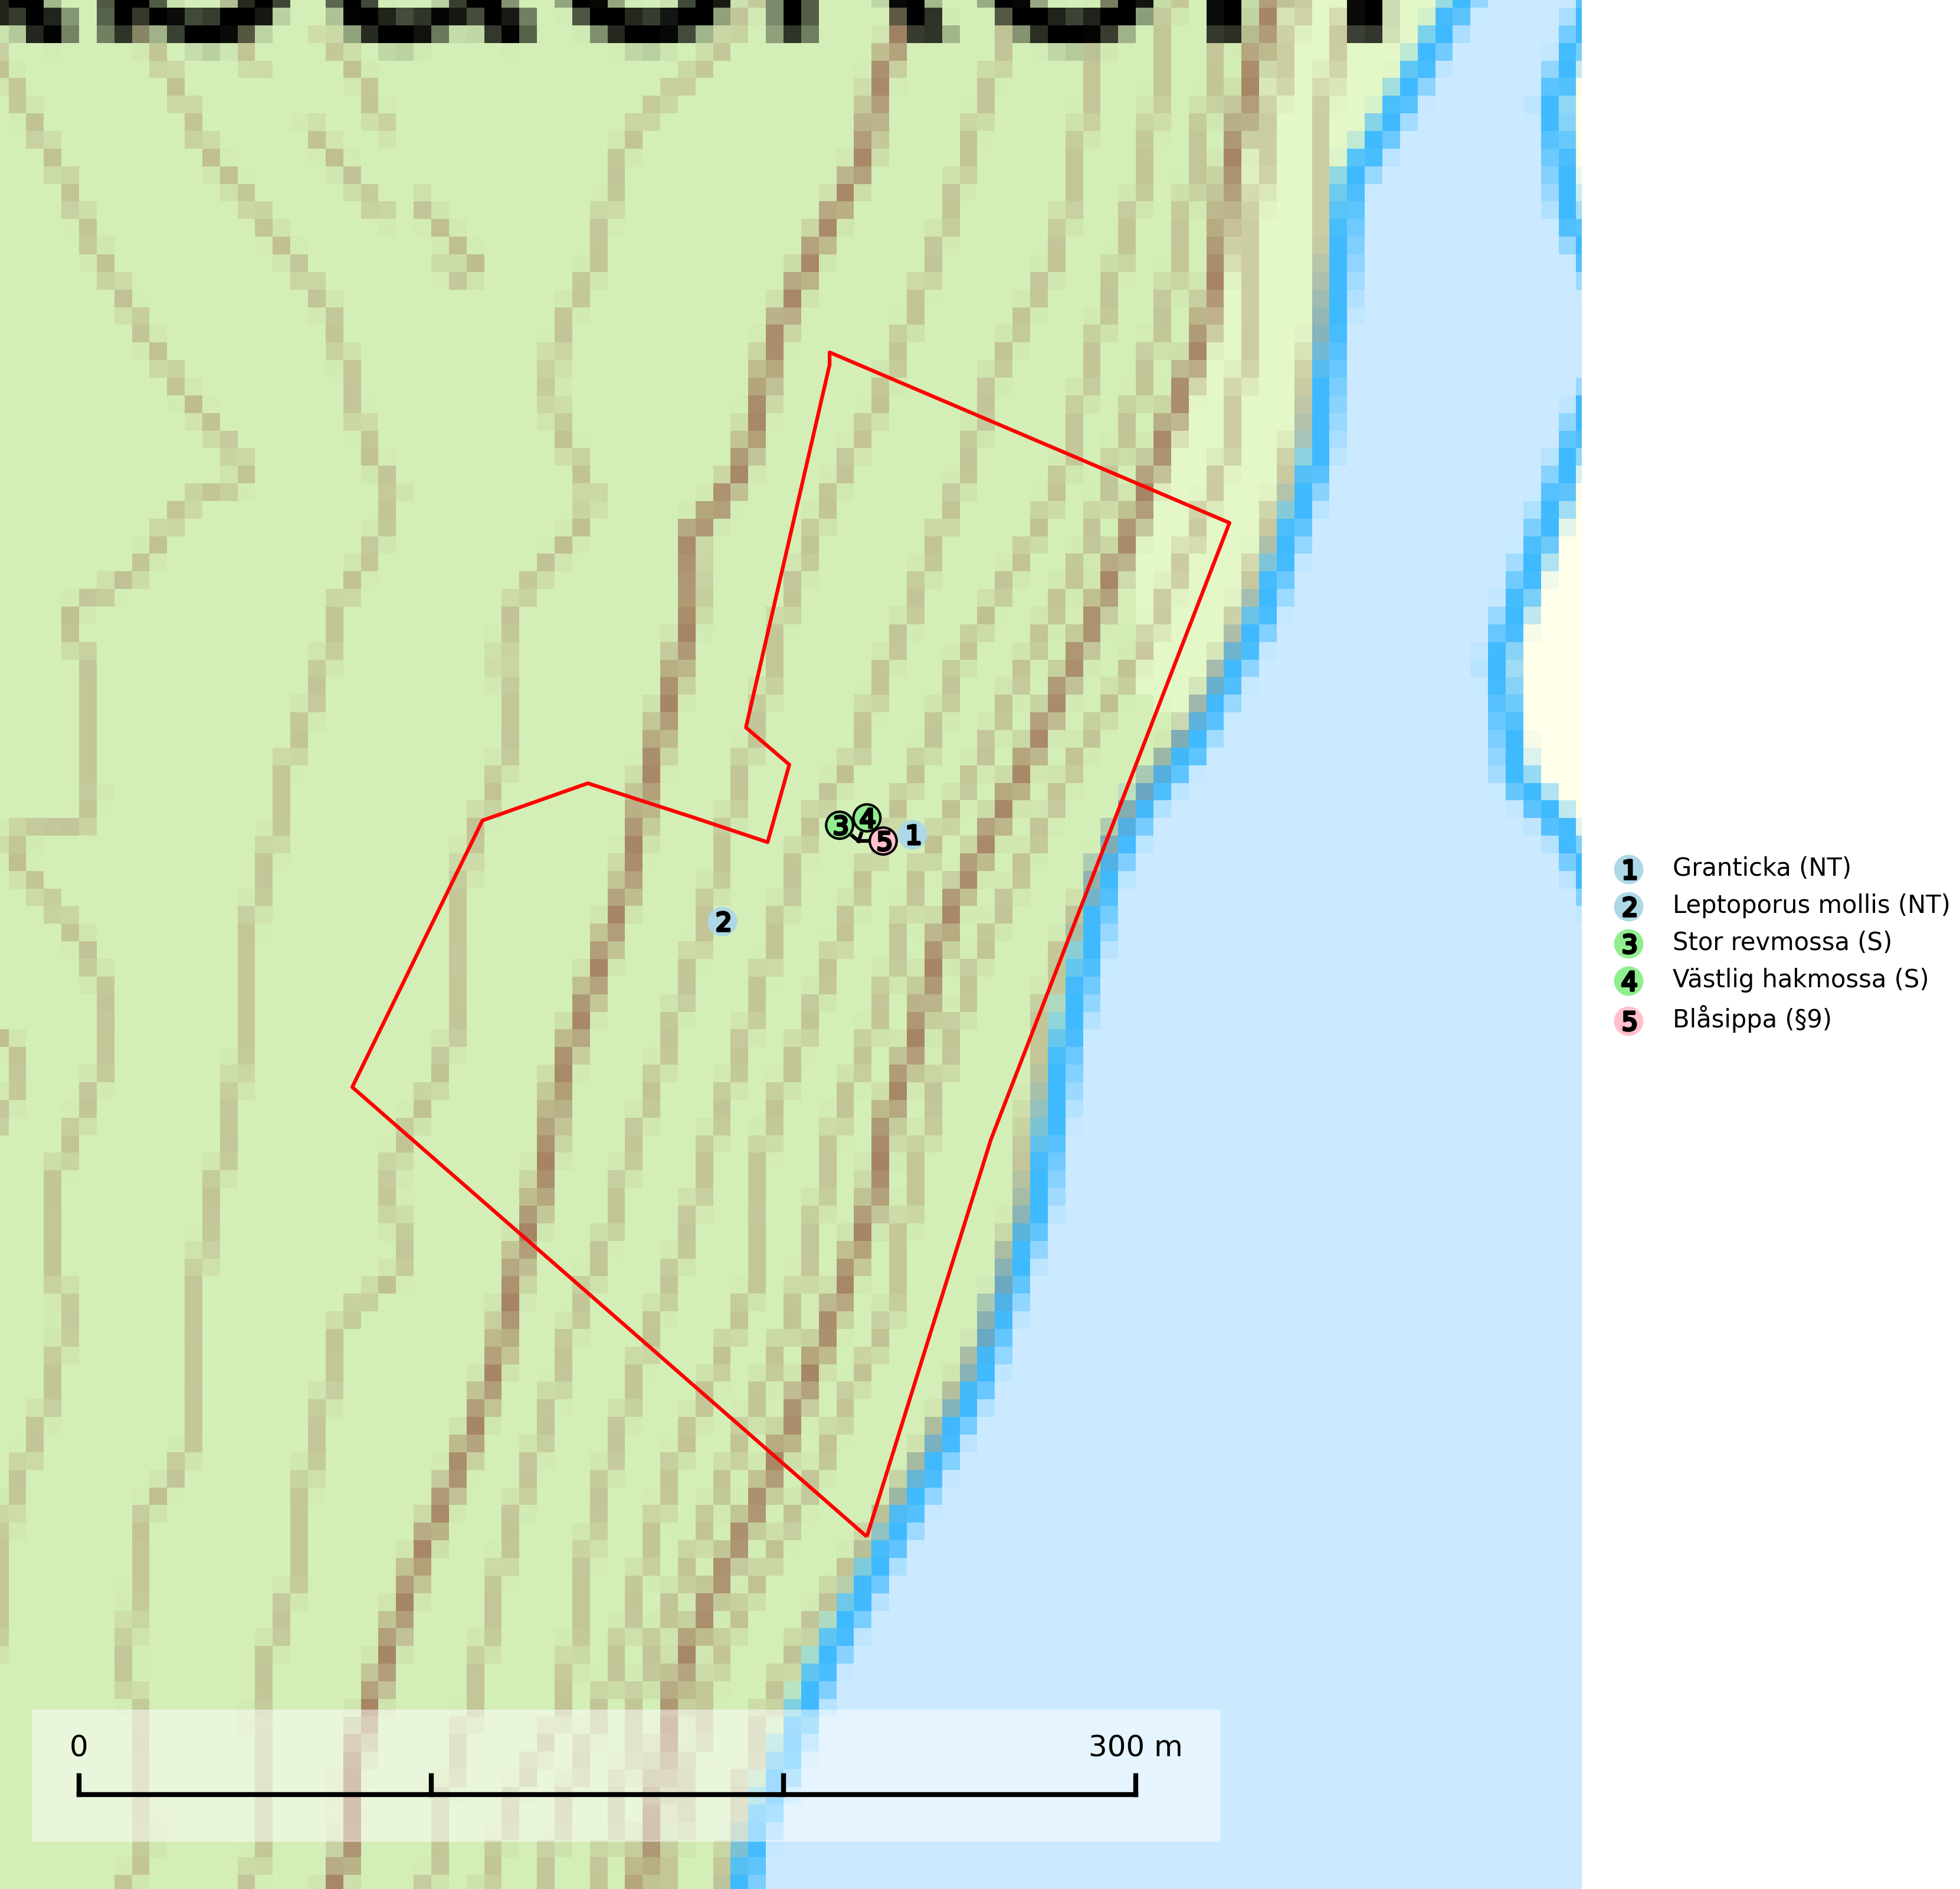 3
4
5
1
2
1 Granticka (NT)
2 Leptoporus mollis (NT)
3 Stor revmossa (S)
4 Västlig hakmossa (S)
5 Blåsippa (§9)
0 300 m